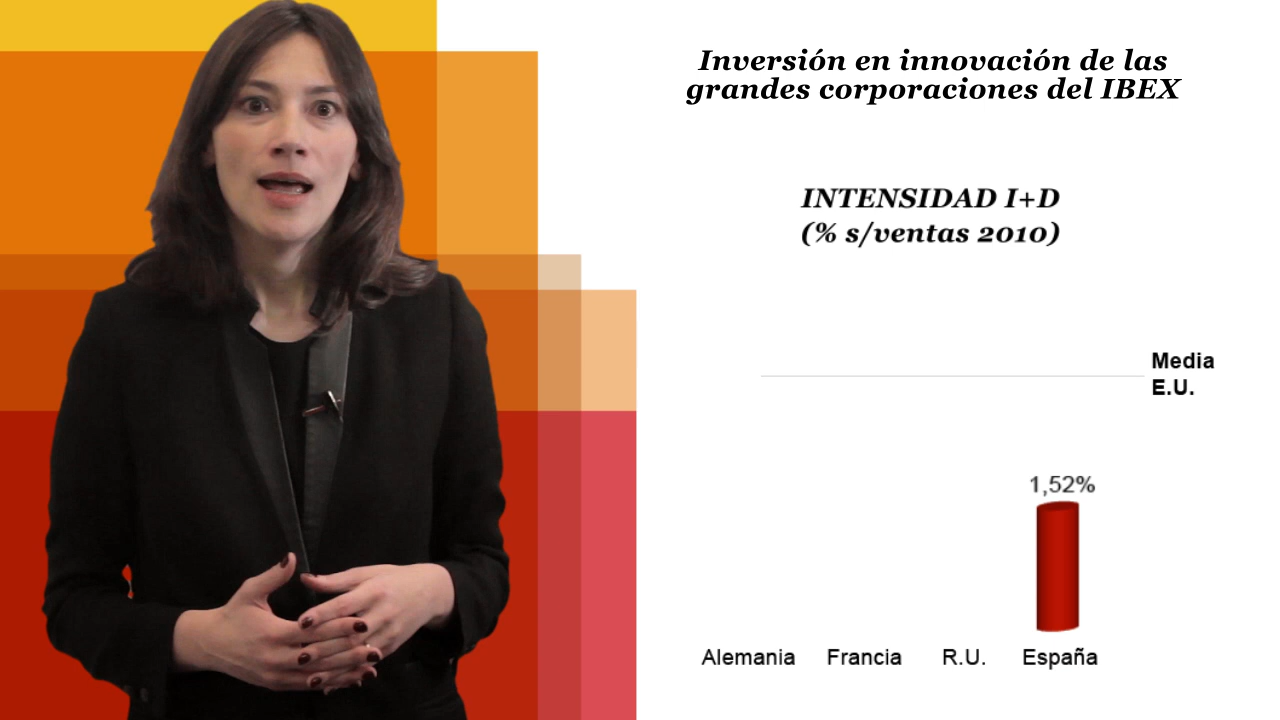 Inversión en innovación de las
grandes corporaciones del IBEX
INTENSIDAD I+D
(% s/ventas 2010)
Media
E.U.
1,52%
Alemania Francia R.U. España